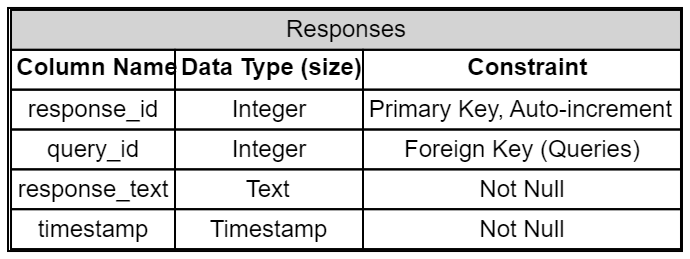 Responses
Column Name Data Type (size) Constraint
response_id Integer Primary Key, Auto-increment
query_id Integer Foreign Key (Queries)
response_text Text Not Null
timestamp Timestamp Not Null